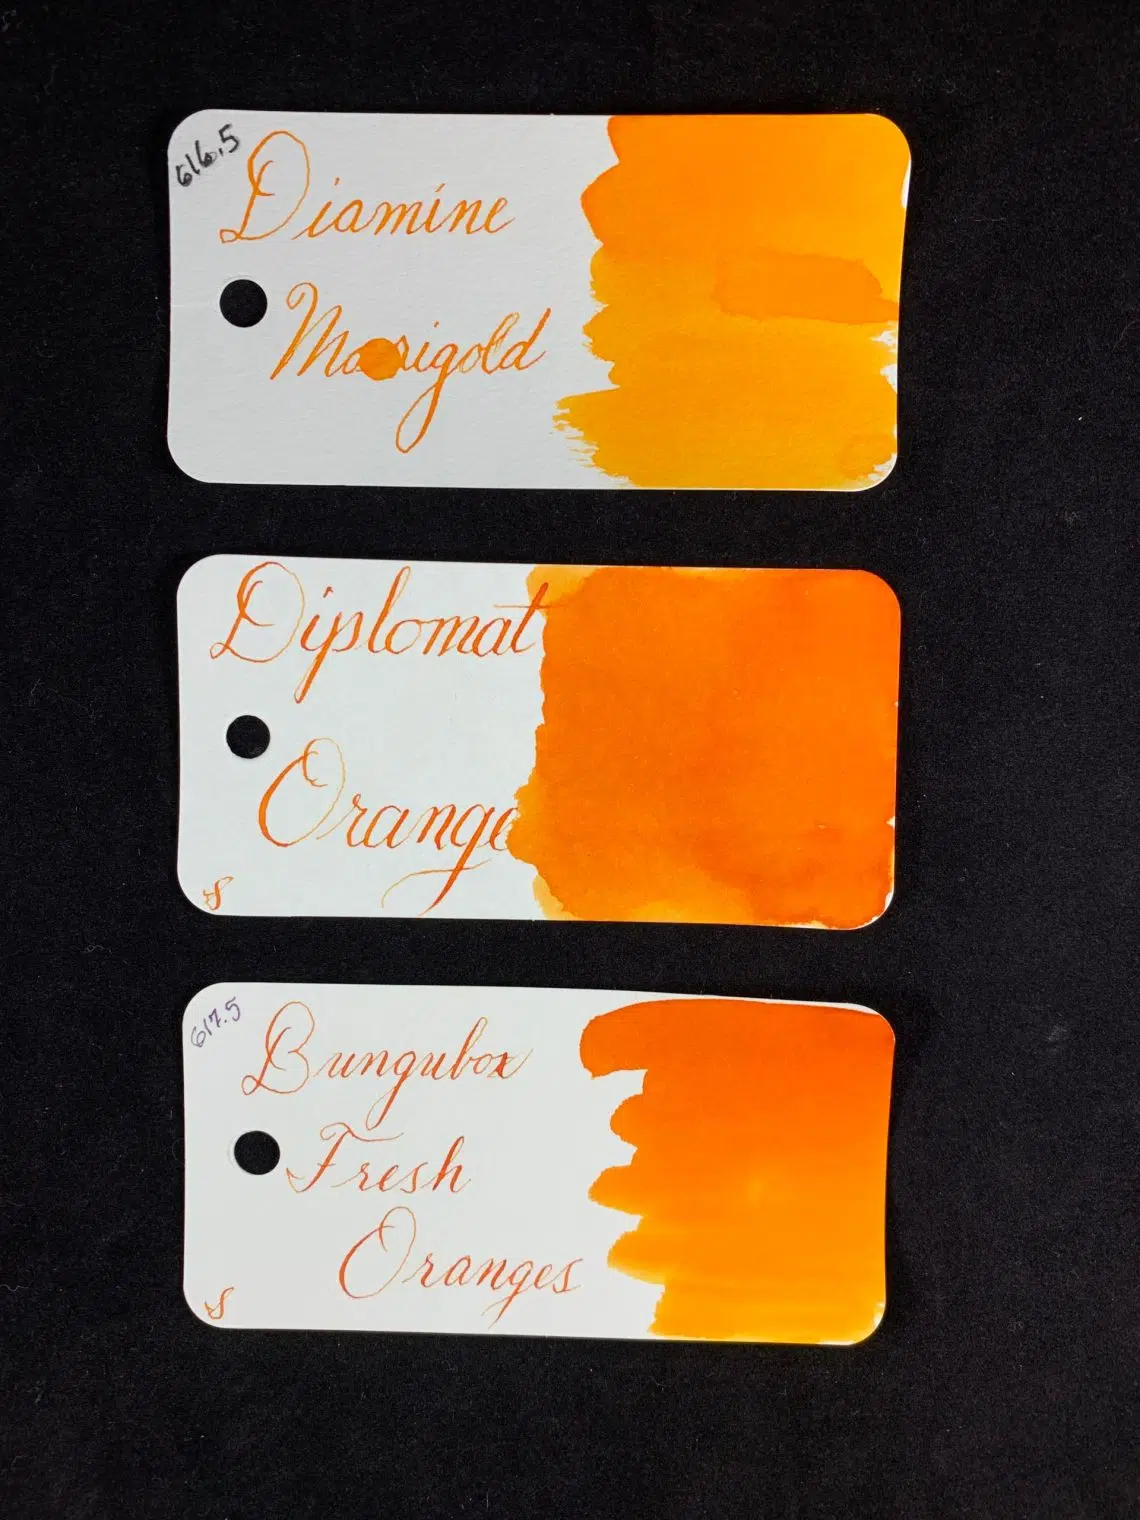 616.5
Diamine
Marigold
Diplomat
Orange
S
617.5
Bungubox
Fresh
Oranges
S